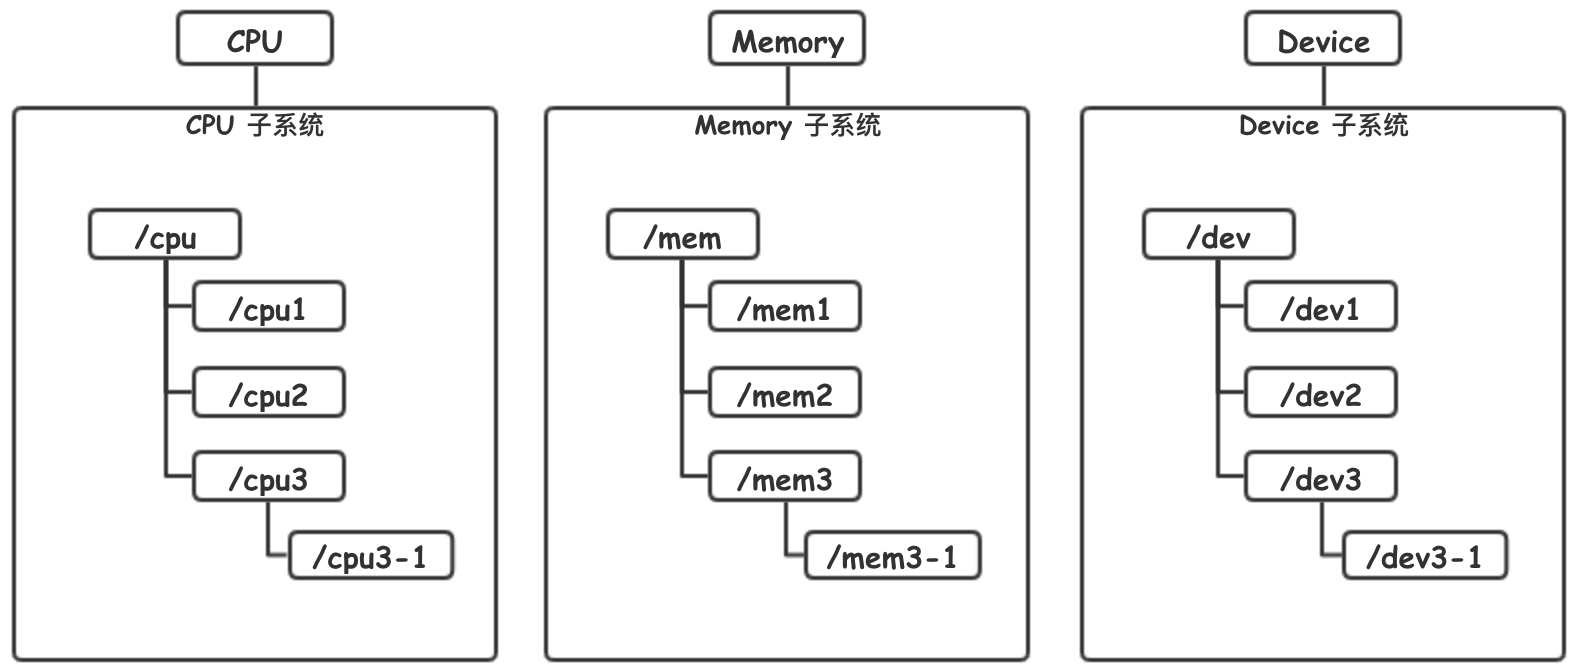 CPU
Memory
Device
CPU 子系统
/cpu
/cpu1
/cpu2
/cpu3
/cpu3-1
Memory 子系统
/mem
/mem1
/mem2
/mem3
/mem3-1
Device 子系统
/dev
/dev1
/dev2
/dev3
/dev3-1